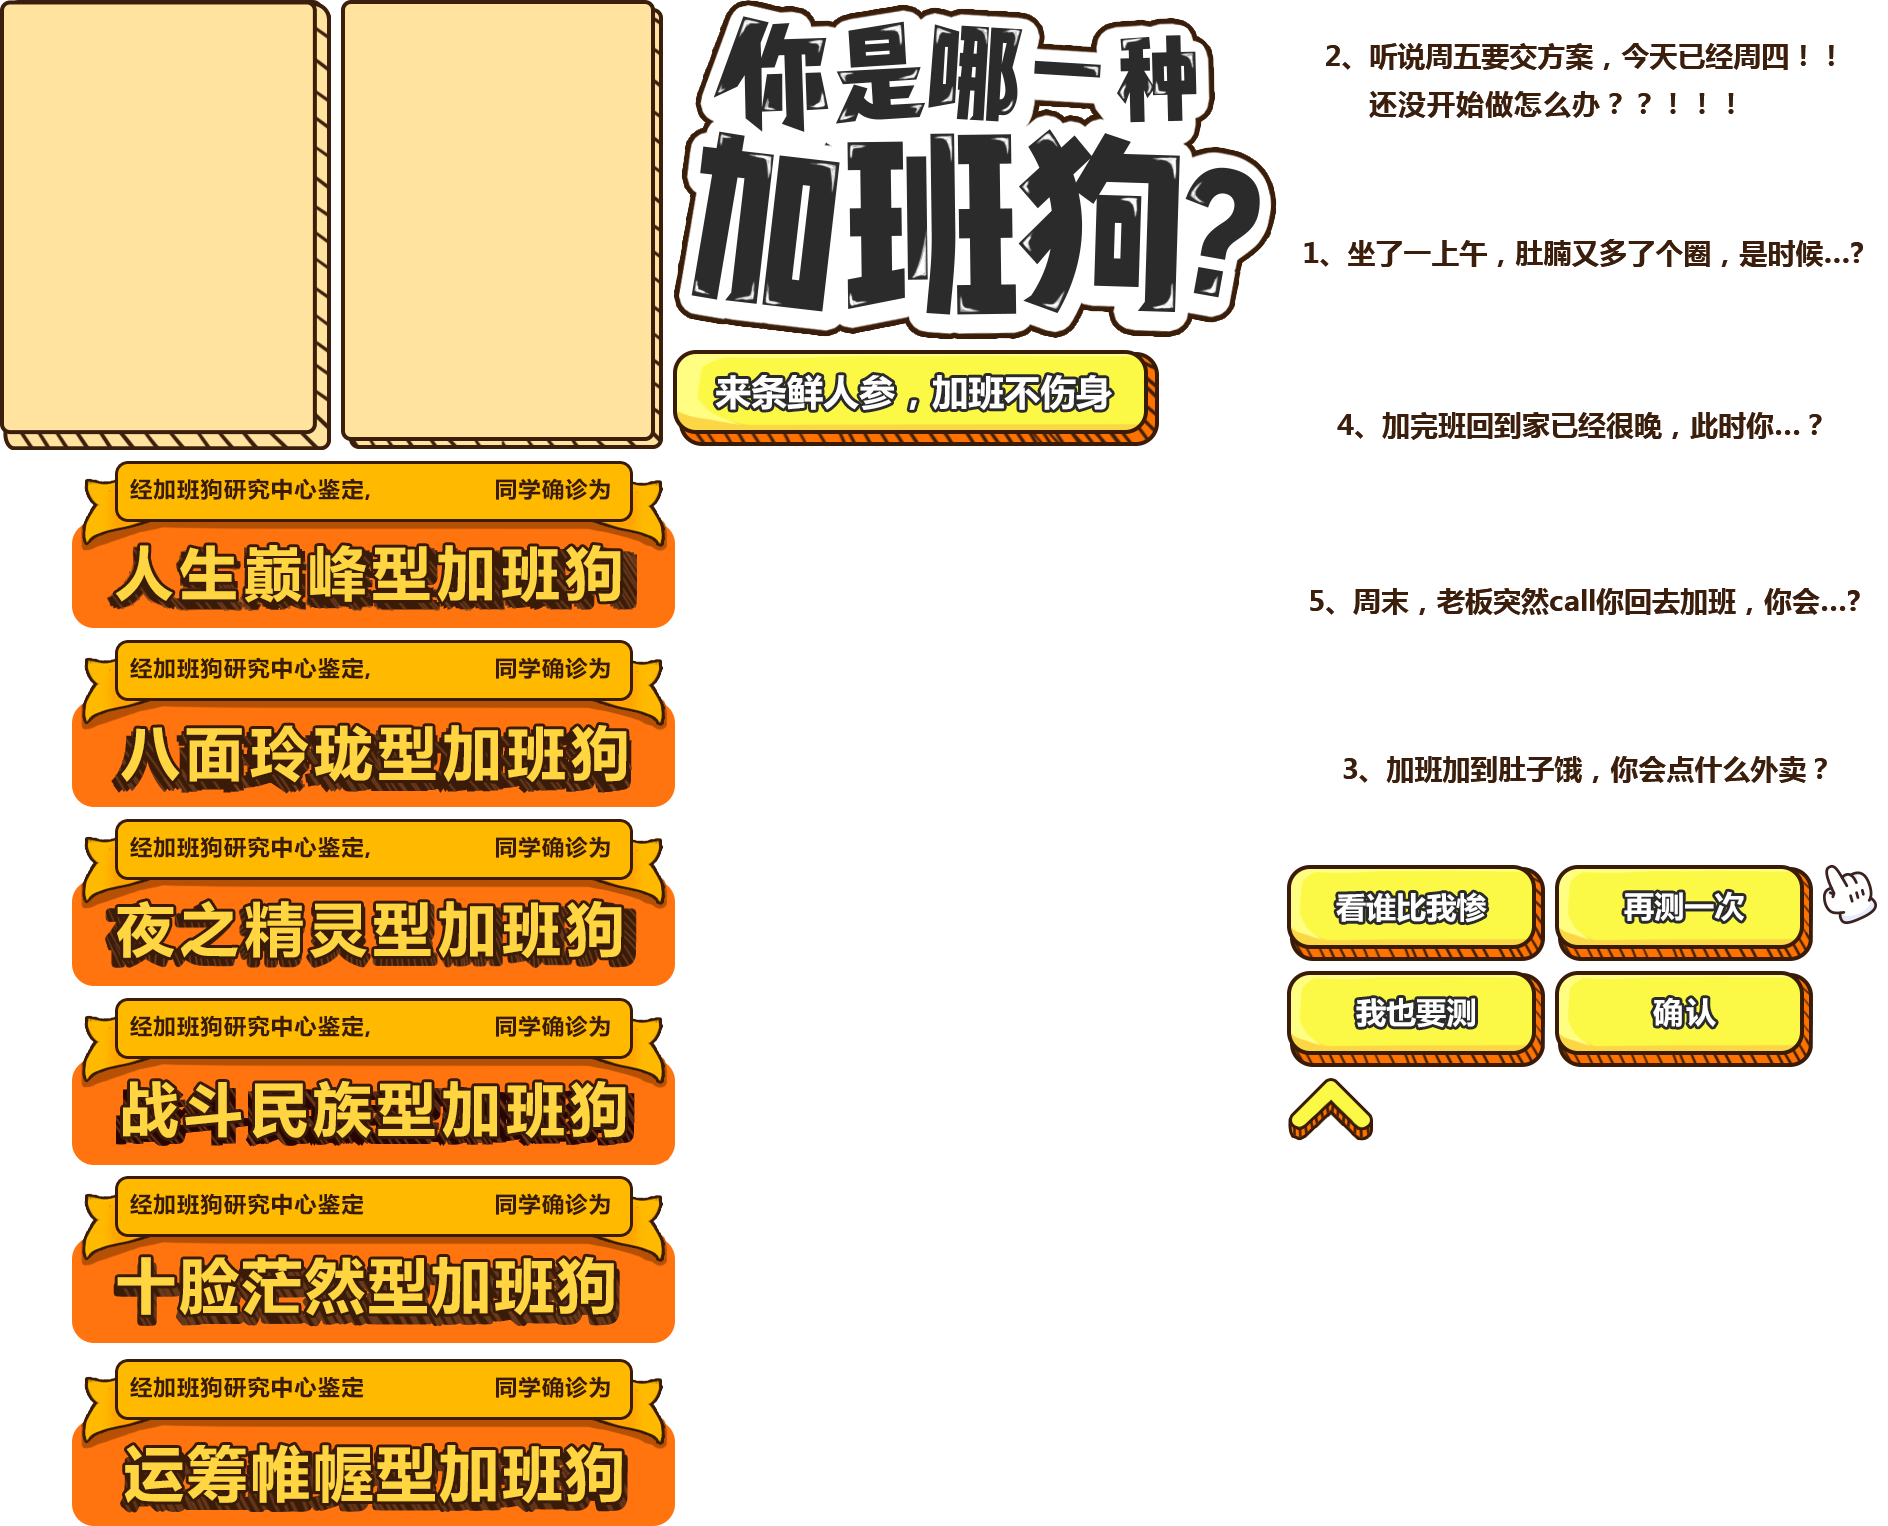 你是哪一种
加班狗?
来条鲜人参，加班不伤身
经加班狗研究中心鉴定, 同学确诊为
人生巅峰型加班狗
经加班狗研究中心鉴定, 同学确诊为
八面玲珑型加班狗
经加班狗研究中心鉴定, 同学确诊为
夜之精灵型加班狗
经加班狗研究中心鉴定, 同学确诊为
战斗民族型加班狗
经加班狗研究中心鉴定 同学确诊为
十脸茫然型加班狗
经加班狗研究中心鉴定 同学确诊为
运筹帷幄型加班狗
2、听说周五要交方案，今天已经周四！！
还没开始做怎么办？？！！！
1、坐了一上午，肚腩又多了个圈，是时候...?
4、加完班回到家已经很晚，此时你...？
5、周末，老板突然call你回去加班，你会...?
3、加班加到肚子饿，你会点什么外卖？
看谁比我惨
再测一次
我也要测
确认